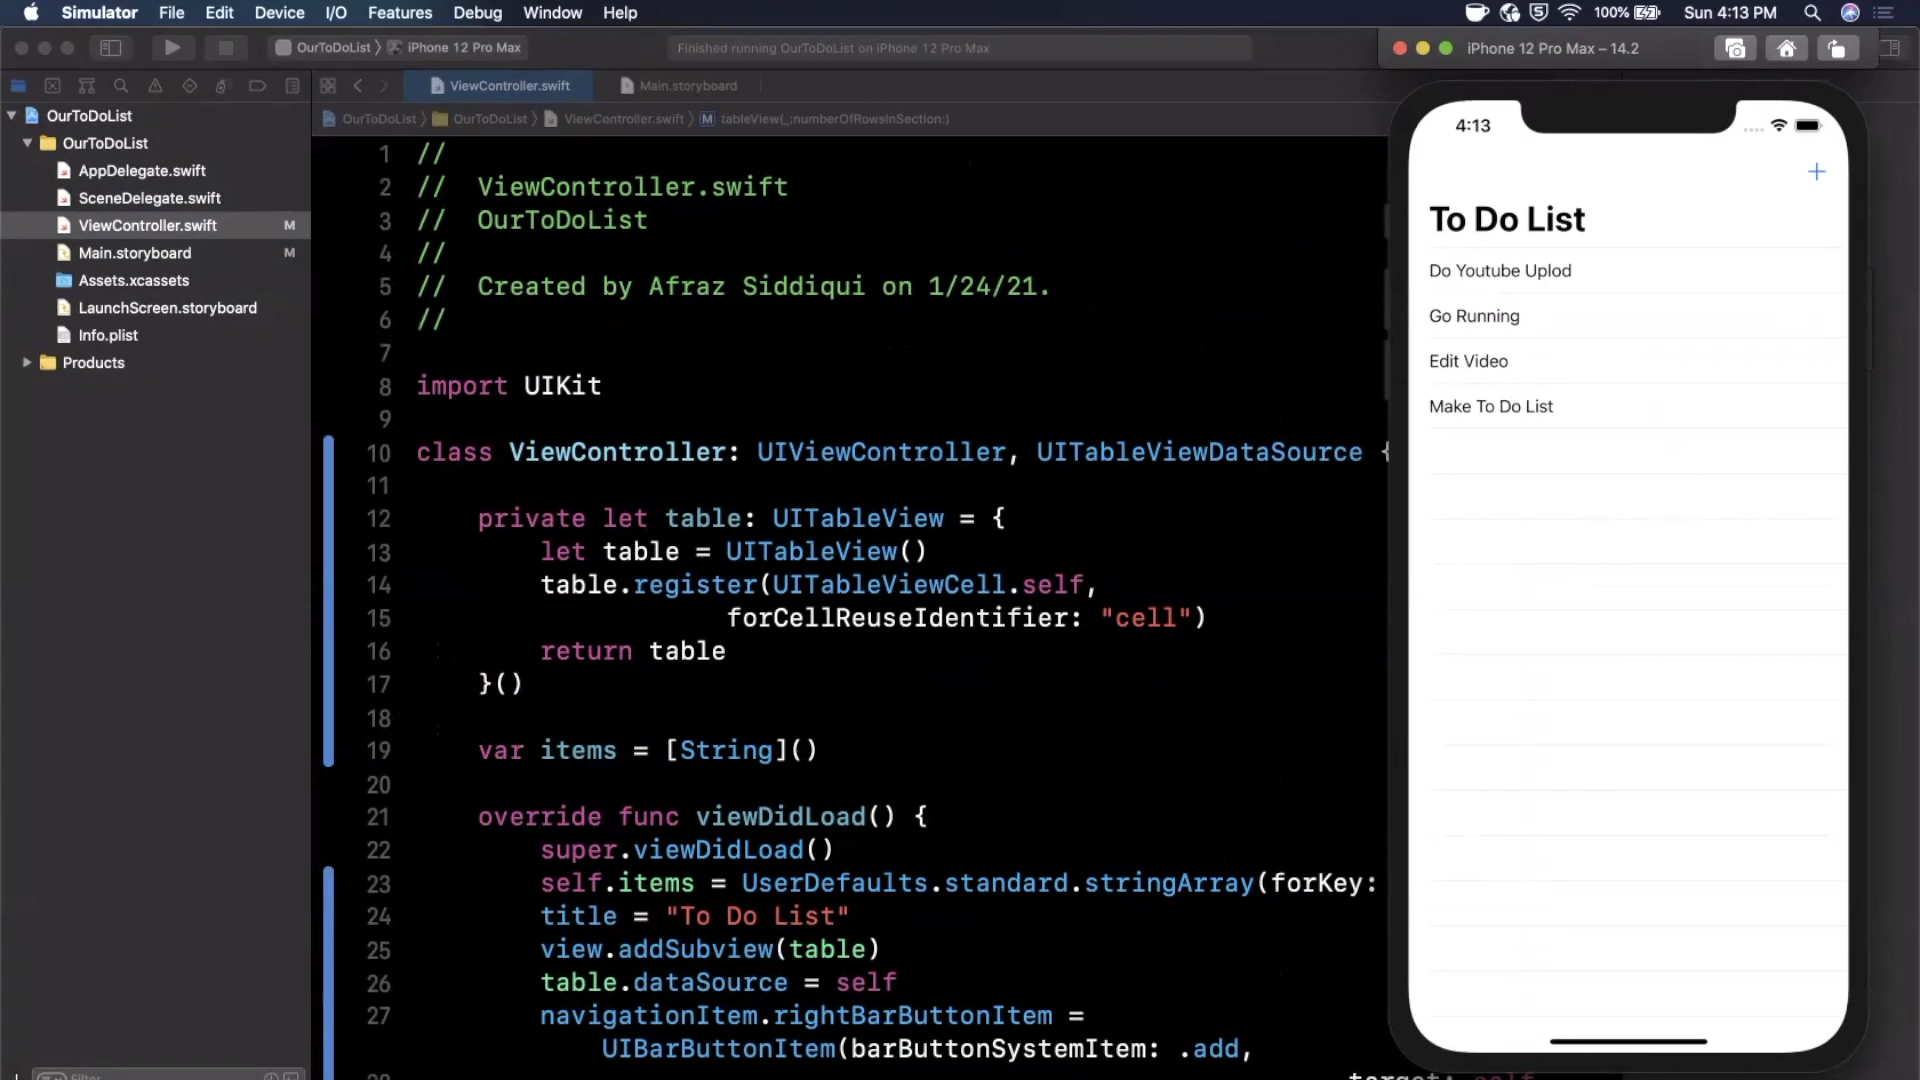 Simulator File Edit Device I/O Features Debug Window Help 100% Sun 4:13 PM
OurToDoList 〉 iPhone 12 Pro Max Finished running OurToDoList on iPhone 12 Pro Max iPhone 12 Pro Max – 14.2
ViewController.swift Main.storyboard
OurToDoList 〉 OurToDoList 〉 ViewController.swift 〉 M tableView(_:numberOfRowsInSection:)
OurToDoList
OurToDoList
AppDelegate.swift
SceneDelegate.swift
ViewController.swift M
Main.storyboard M
Assets.xcassets
LaunchScreen.storyboard
Info.plist
Products
Filter
1 //
2 //  ViewController.swift
3 //  OurToDoList
4 //
5 //  Created by Afraz Siddiqui on 1/24/21.
6 //
7
8 import UIKit
9
10 class ViewController: UIViewController, UITableViewDataSource {
11
12 private let table: UITableView = {
13 let table = UITableView()
14 table.register(UITableViewCell.self,
15 forCellReuseIdentifier: "cell")
16 return table
17 }()
18
19 var items = [String]()
20
21 override func viewDidLoad() {
22 super.viewDidLoad()
23 self.items = UserDefaults.standard.stringArray(forKey:
24 title = "To Do List"
25 view.addSubview(table)
26 table.dataSource = self
27 navigationItem.rightBarButtonItem =
UIBarButtonItem(barButtonSystemItem: .add,
28 target: self
4:13
+
To Do List
Do Youtube Uplod
Go Running
Edit Video
Make To Do List